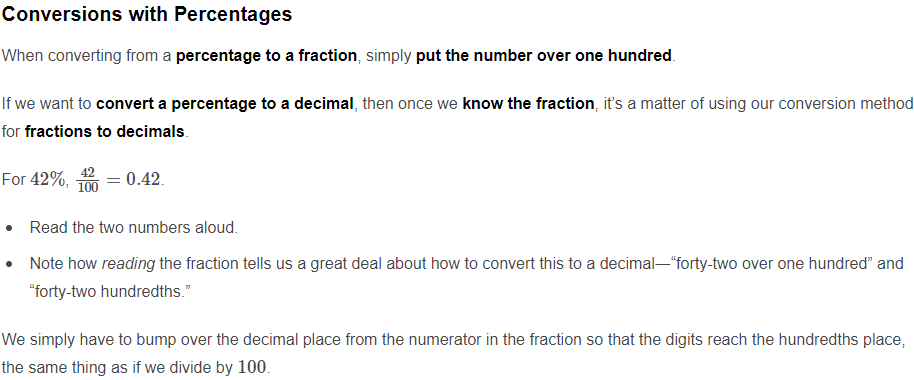 Conversions with Percentages
When converting from a percentage to a fraction, simply put the number over one hundred.
If we want to convert a percentage to a decimal, then once we know the fraction, it's a matter of using our conversion method
for fractions to decimals.
For 42%, 42/100 = 0.42.
• Read the two numbers aloud.
• Note how reading the fraction tells us a great deal about how to convert this to a decimal—“forty-two over one hundred” and
“forty-two hundredths.”
We simply have to bump over the decimal place from the numerator in the fraction so that the digits reach the hundredths place,
the same thing as if we divide by 100.